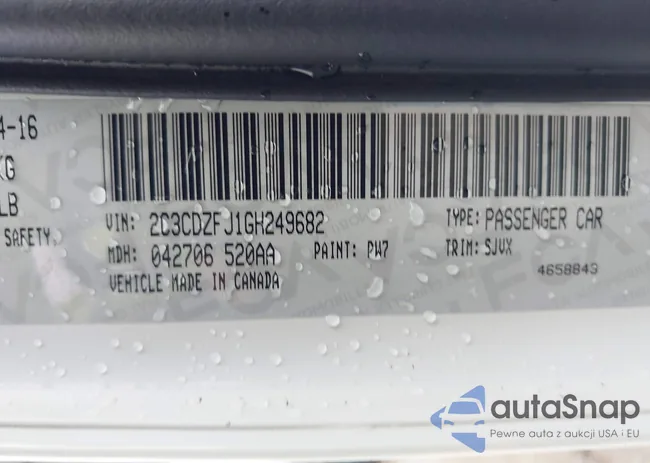 4-16
KG
LB
SAFETY.
VIN: 2C3CDZFJ1GH249682 TYPE: PASSENGER CAR
MDH: 042706 520AA PAINT: PW7 TRIM: SJVX
VEHICLE MADE IN CANADA 4658843
autaSnap
Pewne auta z aukcji USA i EU